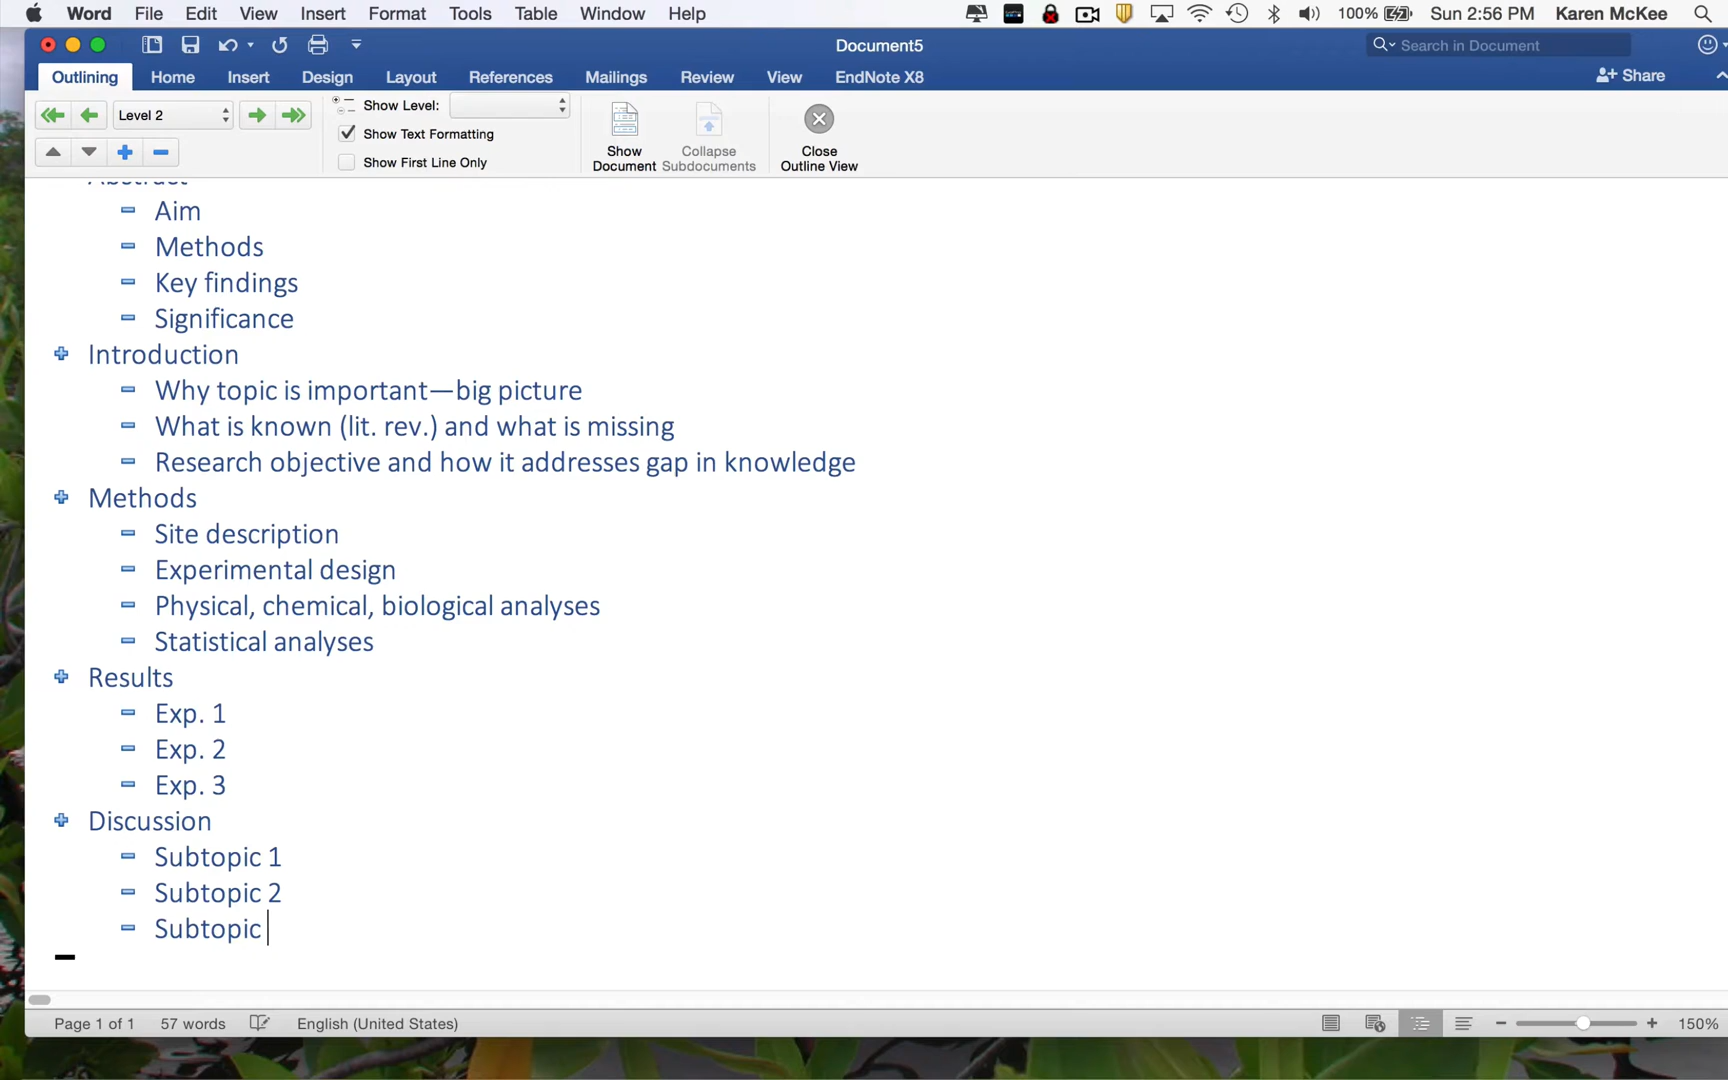 Word File Edit View Insert Format Tools Table Window Help 100% Sun 2:56 PM Karen McKee
Document5
Search in Document
Outlining Home Insert Design Layout References Mailings Review View EndNote X8 Share
Level 2
Show Level:
Show Text Formatting
Show First Line Only
Show Document
Collapse Subdocuments
Close Outline View
Abstract
Aim
Methods
Key findings
Significance
Introduction
Why topic is important—big picture
What is known (lit. rev.) and what is missing
Research objective and how it addresses gap in knowledge
Methods
Site description
Experimental design
Physical, chemical, biological analyses
Statistical analyses
Results
Exp. 1
Exp. 2
Exp. 3
Discussion
Subtopic 1
Subtopic 2
Subtopic
Page 1 of 1 57 words English (United States) 150%